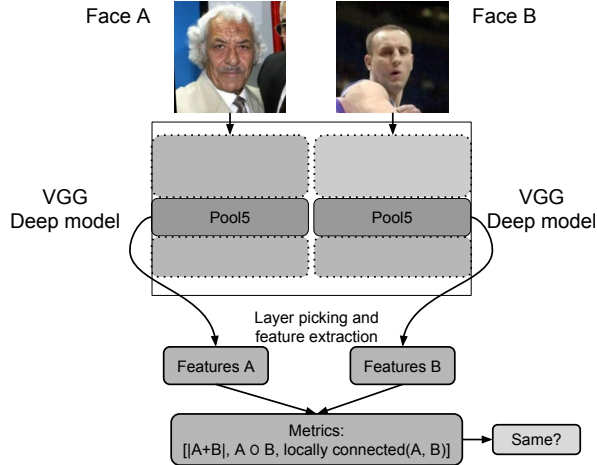 Face A
Face B
VGG
Deep model
Pool5
Pool5
VGG
Deep model
Layer picking and
feature extraction
Features A
Features B
Metrics:
[|A+B|, A O B, locally connected(A, B)]
Same?